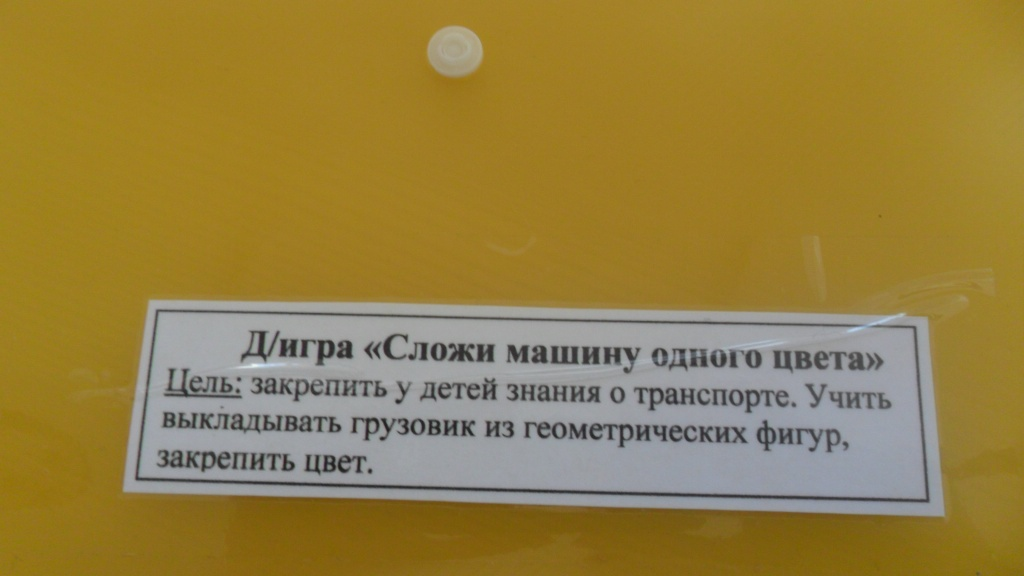 Д/игра «Сложи машину одного цвета»
Цель: закрепить у детей знания о транспорте. Учить
выкладывать грузовик из геометрических фигур,
закрепить цвет.